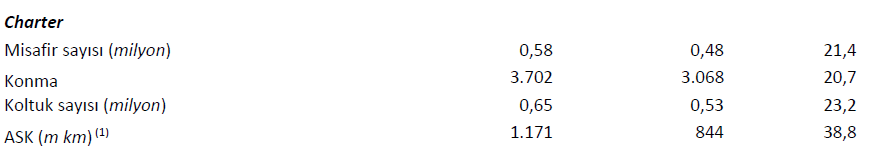 Charter
Misafir sayısı (milyon) 0,58 0,48 21,4
Konma 3.702 3.068 20,7
Koltuk sayısı (milyon) 0,65 0,53 23,2
ASK (m km) (1) 1.171 844 38,8